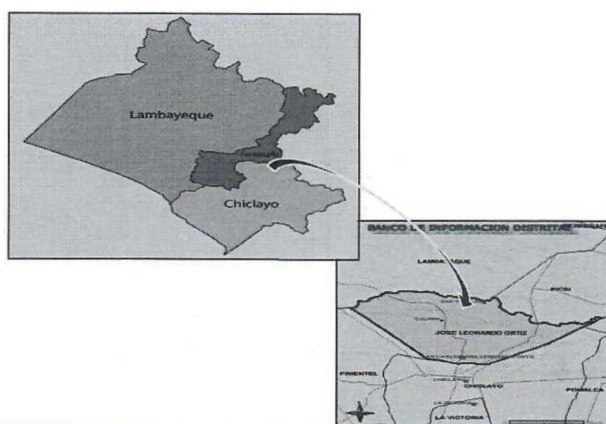 Lambayeque
Chiclayo
BANCO DE INFORMACION DISTRITAL
LAMBAYEQUE
PICSI
JOSE LEONARDO ORTIZ
PIMENTEL
CHICLAYO
POMALCA
LA VICTORIA